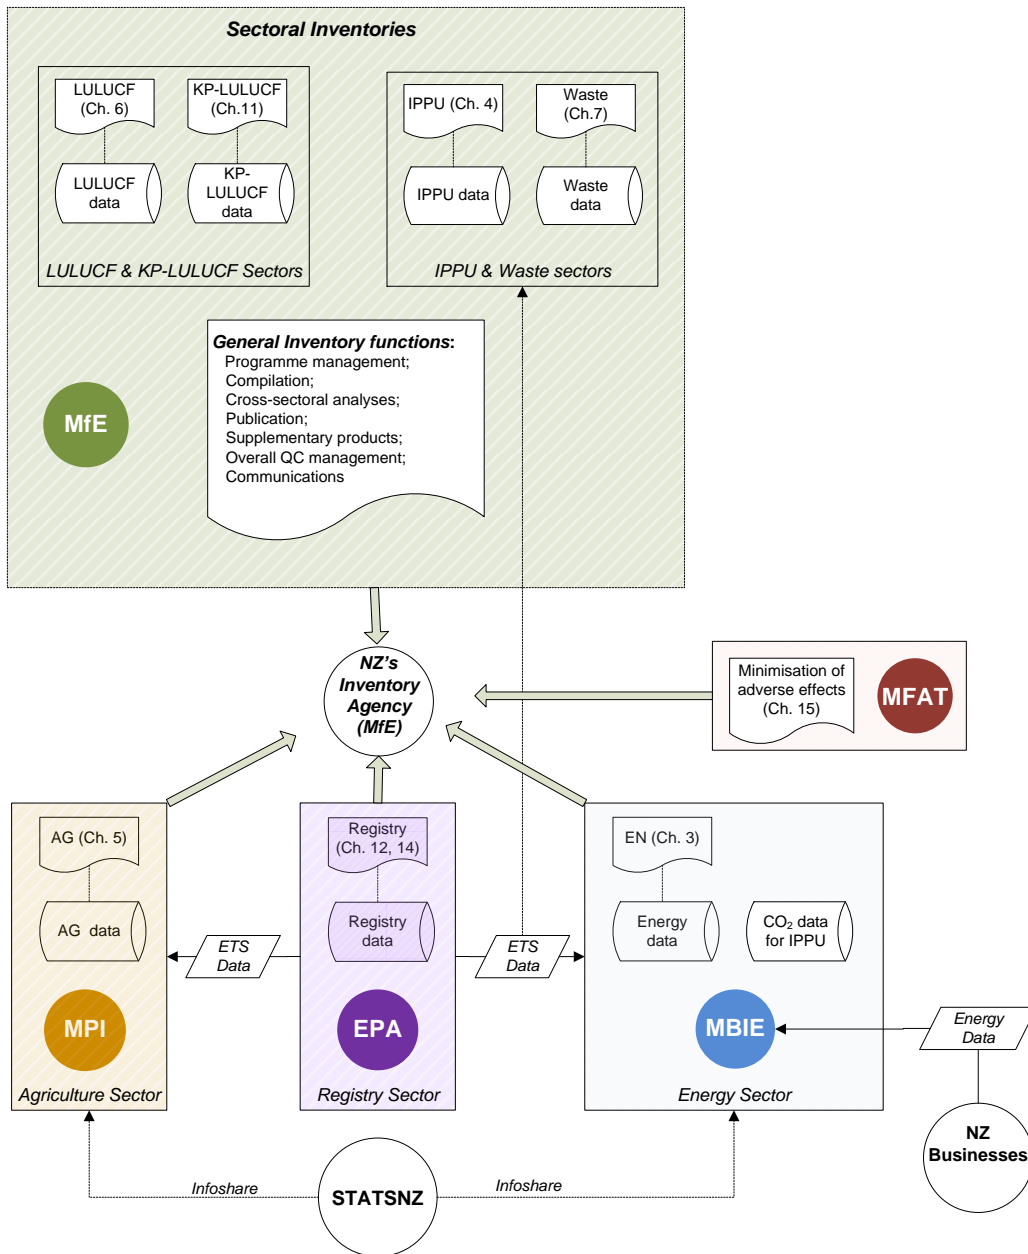 Sectoral Inventories
LULUCF
(Ch. 6)
KP-LULUCF
(Ch.11)
LULUCF
data
KP-
LULUCF
data
LULUCF & KP-LULUCF Sectors
IPPU (Ch. 4)
Waste
(Ch.7)
IPPU data
Waste
data
IPPU & Waste sectors
General Inventory functions:
Programme management;
Compilation;
Cross-sectoral analyses;
Publication;
Supplementary products;
Overall QC management;
Communications
MfE
NZ's
Inventory
Agency
(MfE)
Minimisation of
adverse effects
(Ch. 15)
MFAT
AG (Ch. 5)
AG  data
MPI
Agriculture Sector
ETS
Data
Registry
(Ch. 12, 14)
Registry
data
EPA
Registry Sector
ETS
Data
EN (Ch. 3)
Energy
data
CO₂ data
for IPPU
MBIE
Energy Sector
Energy
Data
NZ
Businesses
Infoshare
STATSNZ
Infoshare